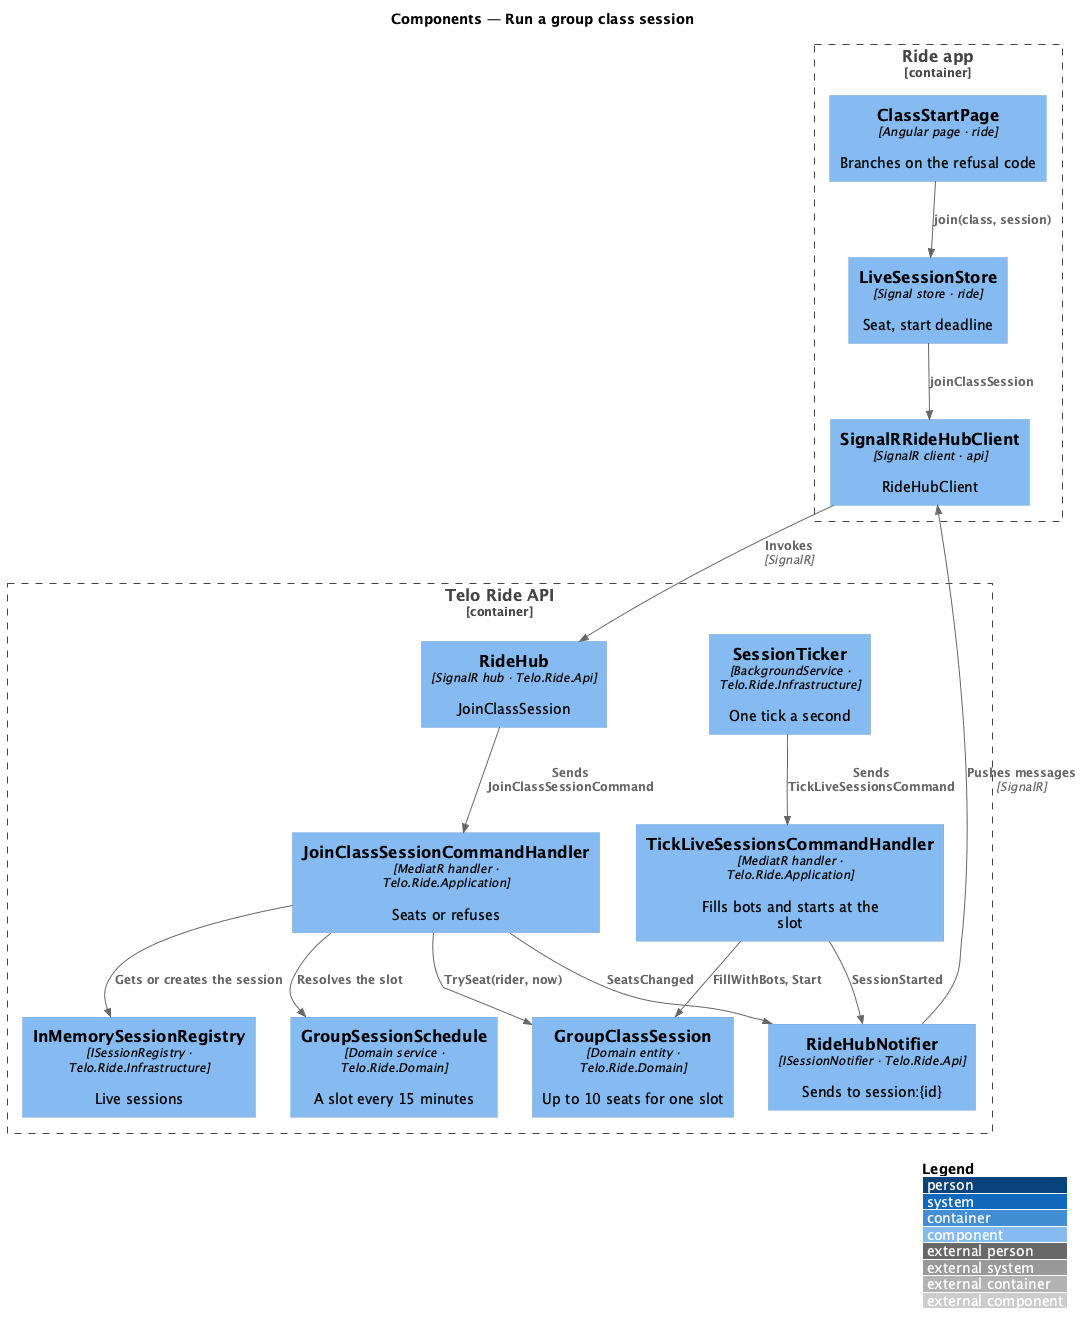 Components — Run a group class session
Ride app
[container]
ClassStartPage
[Angular page · ride]
Branches on the refusal code
join(class, session)
LiveSessionStore
[Signal store · ride]
Seat, start deadline
joinClassSession
SignalRRideHubClient
[SignalR client · api]
RideHubClient
Invokes
[SignalR]
Telo Ride API
[container]
RideHub
[SignalR hub · Telo.Ride.Api]
JoinClassSession
SessionTicker
[BackgroundService ·
Telo.Ride.Infrastructure]
One tick a second
Sends
JoinClassSessionCommand
Sends
TickLiveSessionsCommand
Pushes messages
[SignalR]
JoinClassSessionCommandHandler
[MediatR handler ·
Telo.Ride.Application]
Seats or refuses
TickLiveSessionsCommandHandler
[MediatR handler ·
Telo.Ride.Application]
Fills bots and starts at the
slot
Gets or creates the session
Resolves the slot
TrySeat(rider, now)
SeatsChanged
FillWithBots, Start
SessionStarted
InMemorySessionRegistry
[ISessionRegistry ·
Telo.Ride.Infrastructure]
Live sessions
GroupSessionSchedule
[Domain service ·
Telo.Ride.Domain]
A slot every 15 minutes
GroupClassSession
[Domain entity ·
Telo.Ride.Domain]
Up to 10 seats for one slot
RideHubNotifier
[ISessionNotifier · Telo.Ride.Api]
Sends to session:{id}
Legend
person
system
container
component
external person
external system
external container
external component